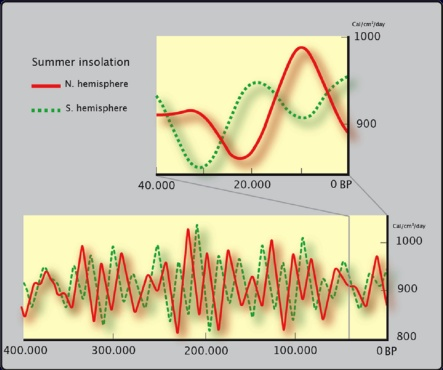 Cal/cm²/day
1000
Summer insolation
N. hemisphere
S. hemisphere
900
40.000 20.000 0 BP
Cal/cm²/day
1000
900
800
400.000 300.000 200.000 100.000 0 BP